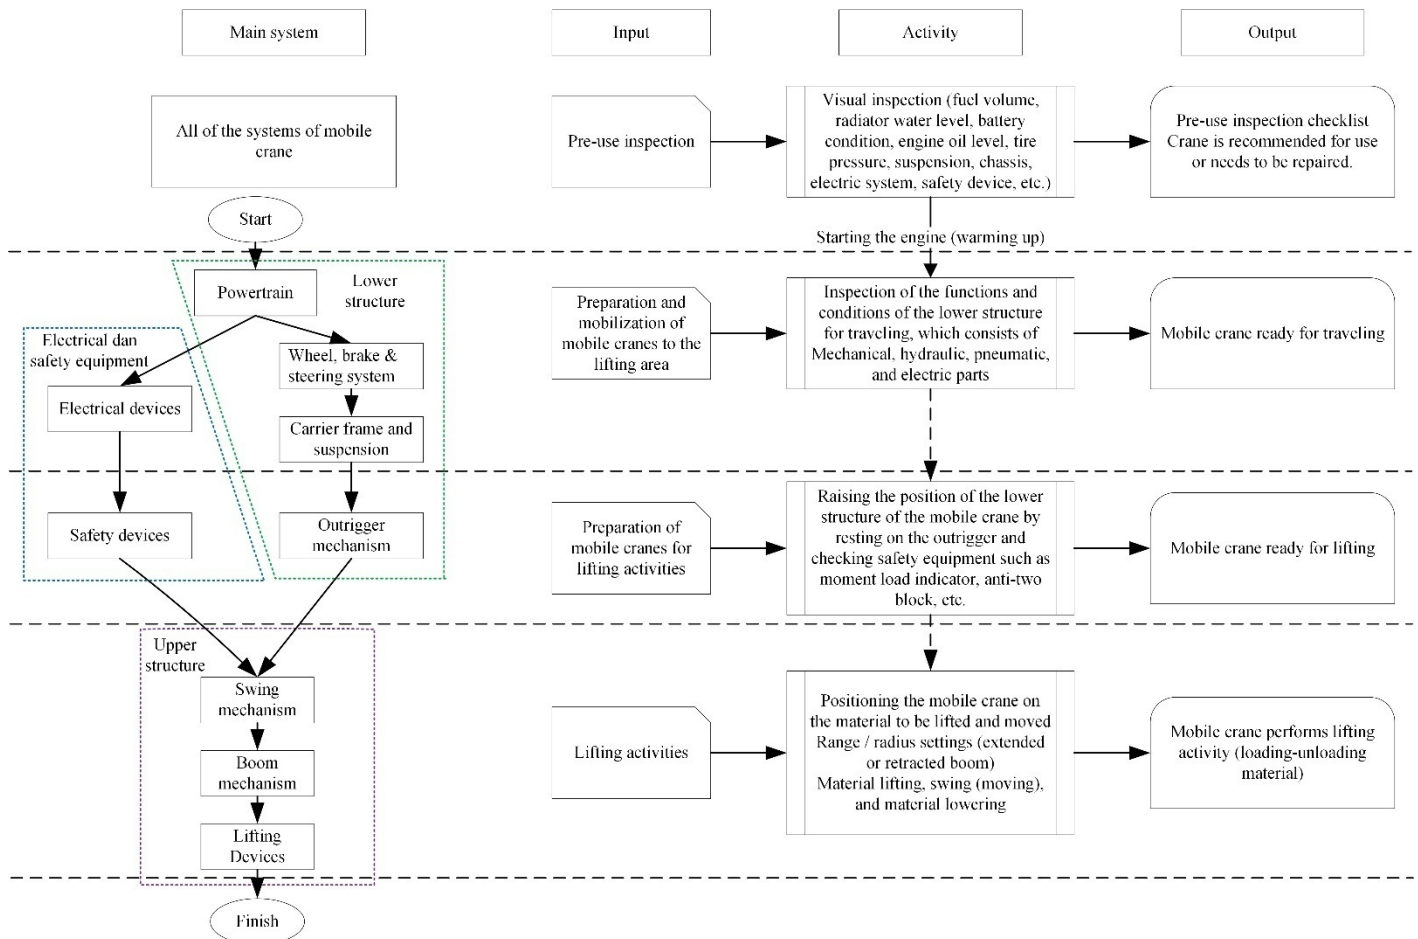 Main system
Input
Activity
Output
All of the systems of mobile
crane
Pre-use inspection
Visual inspection (fuel volume,
radiator water level, battery
condition, engine oil level, tire
pressure, suspension, chassis,
electric system, safety device, etc.)
Pre-use inspection checklist
Crane is recommended for use
or needs to be repaired.
Start
Starting the engine (warming up)
Powertrain
Lower
structure
Electrical dan
safety equipment
Wheel, brake &
steering system
Electrical devices
Carrier frame and
suspension
Preparation and
mobilization of
mobile cranes to the
lifting area
Inspection of the functions and
conditions of the lower structure
for traveling, which consists of
Mechanical, hydraulic, pneumatic,
and electric parts
Mobile crane ready for traveling
Safety devices
Outrigger
mechanism
Preparation of
mobile cranes for
lifting activities
Raising the position of the lower
structure of the mobile crane by
resting on the outrigger and
checking safety equipment such as
moment load indicator, anti-two
block, etc.
Mobile crane ready for lifting
Upper
structure
Swing
mechanism
Boom
mechanism
Lifting
Devices
Lifting activities
Positioning the mobile crane on
the material to be lifted and moved
Range / radius settings (extended
or retracted boom)
Material lifting, swing (moving),
and material lowering
Mobile crane performs lifting
activity (loading-unloading
material)
Finish